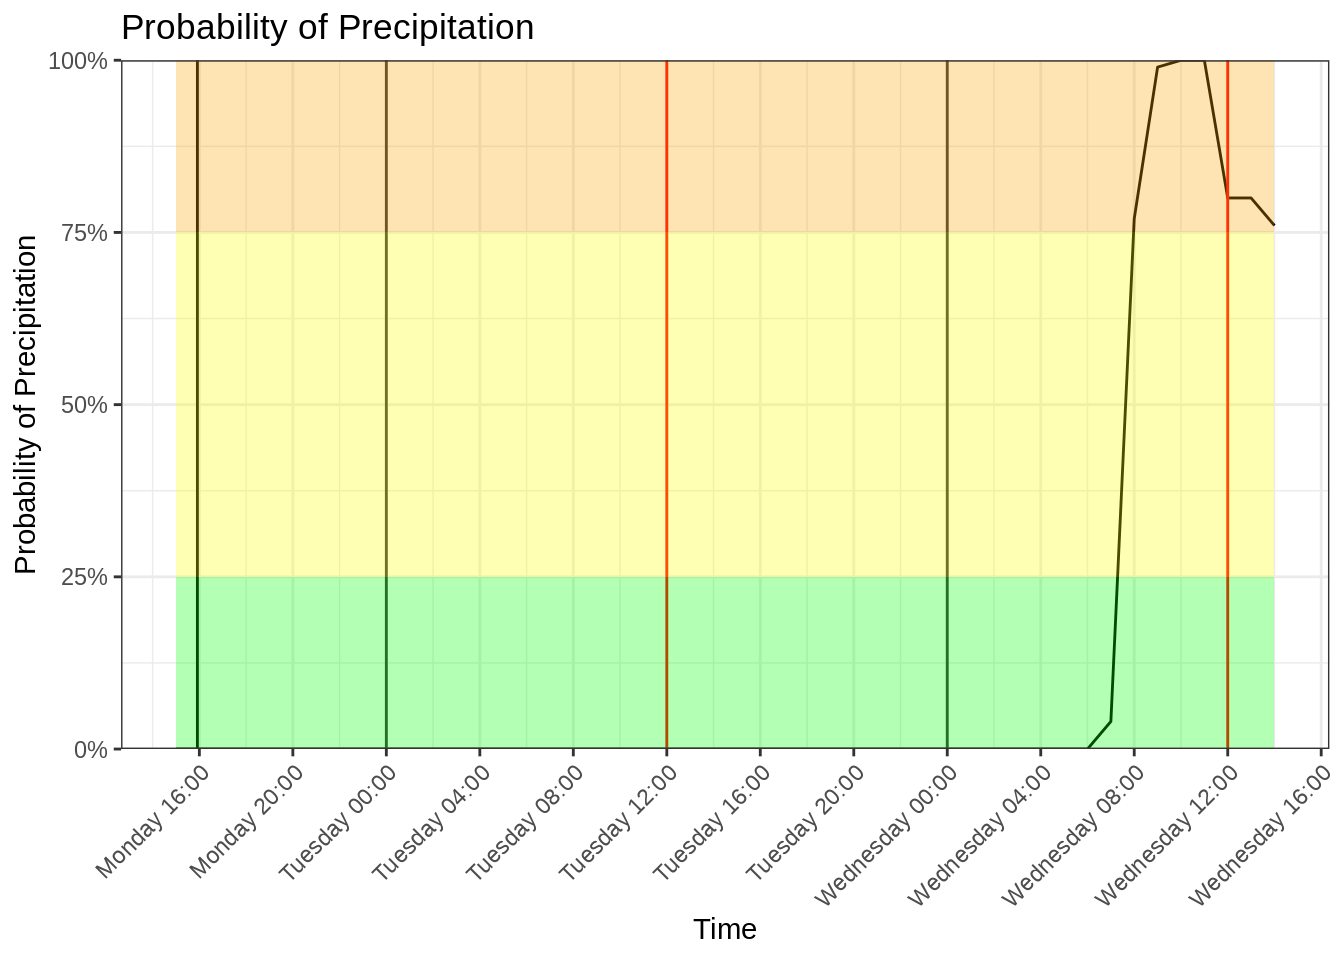 Probability of Precipitation
Probability of Precipitation
100%
75%
50%
25%
0%
Monday 16:00
Monday 20:00
Tuesday 00:00
Tuesday 04:00
Tuesday 08:00
Tuesday 12:00
Tuesday 16:00
Tuesday 20:00
Wednesday 00:00
Wednesday 04:00
Wednesday 08:00
Wednesday 12:00
Wednesday 16:00
Time